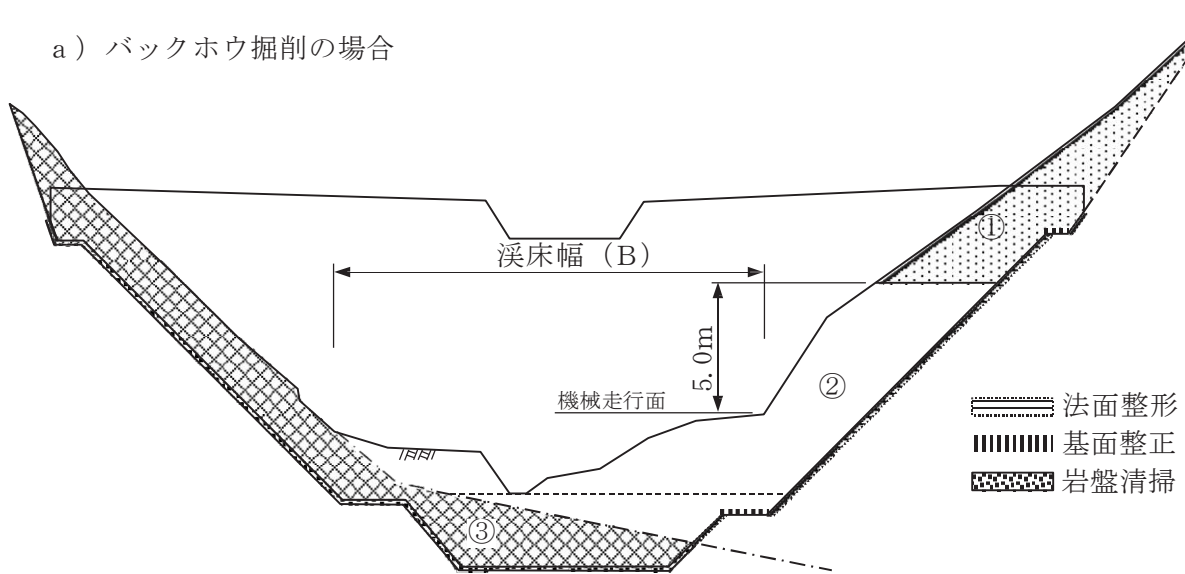 a）バックホウ掘削の場合
①
渓床幅（B）
5.0m
②
機械走行面
法面整形
基面整正
岩盤清掃
③